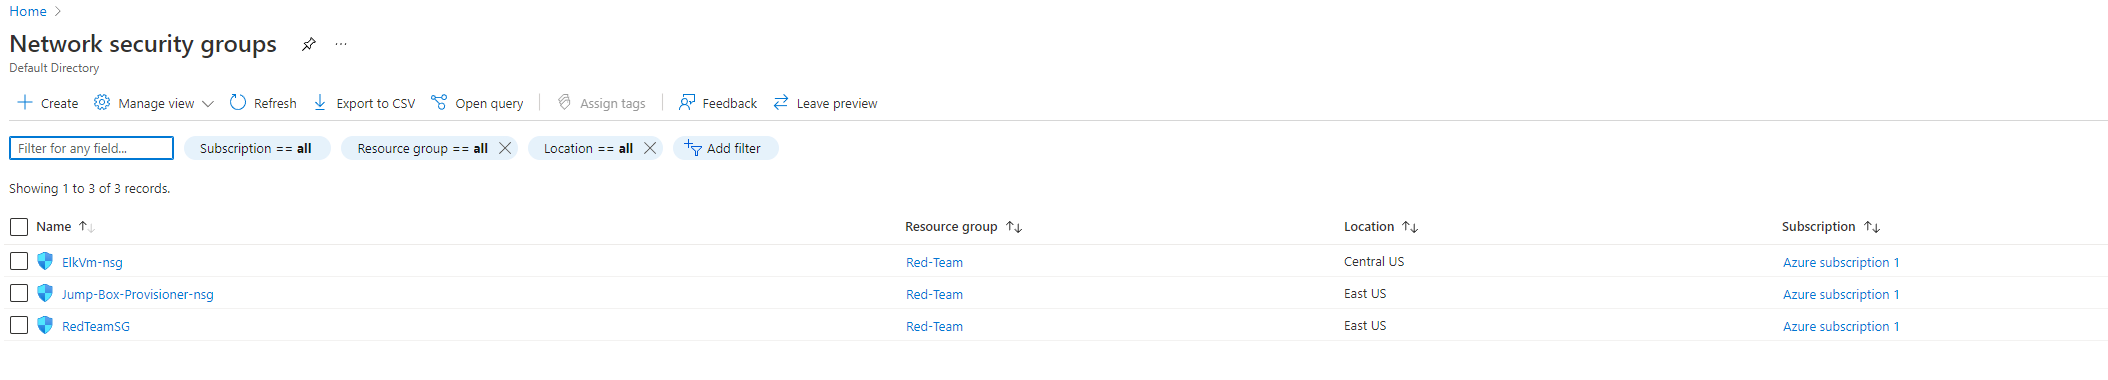 Home
Network security groups
Default Directory
Create Manage view Refresh Export to CSV Open query Assign tags Feedback Leave preview
Filter for any field... Subscription == all Resource group == all Location == all Add filter
Showing 1 to 3 of 3 records.
Name Resource group Location Subscription
ElkVm-nsg Red-Team Central US Azure subscription 1
Jump-Box-Provisioner-nsg Red-Team East US Azure subscription 1
RedTeamSG Red-Team East US Azure subscription 1